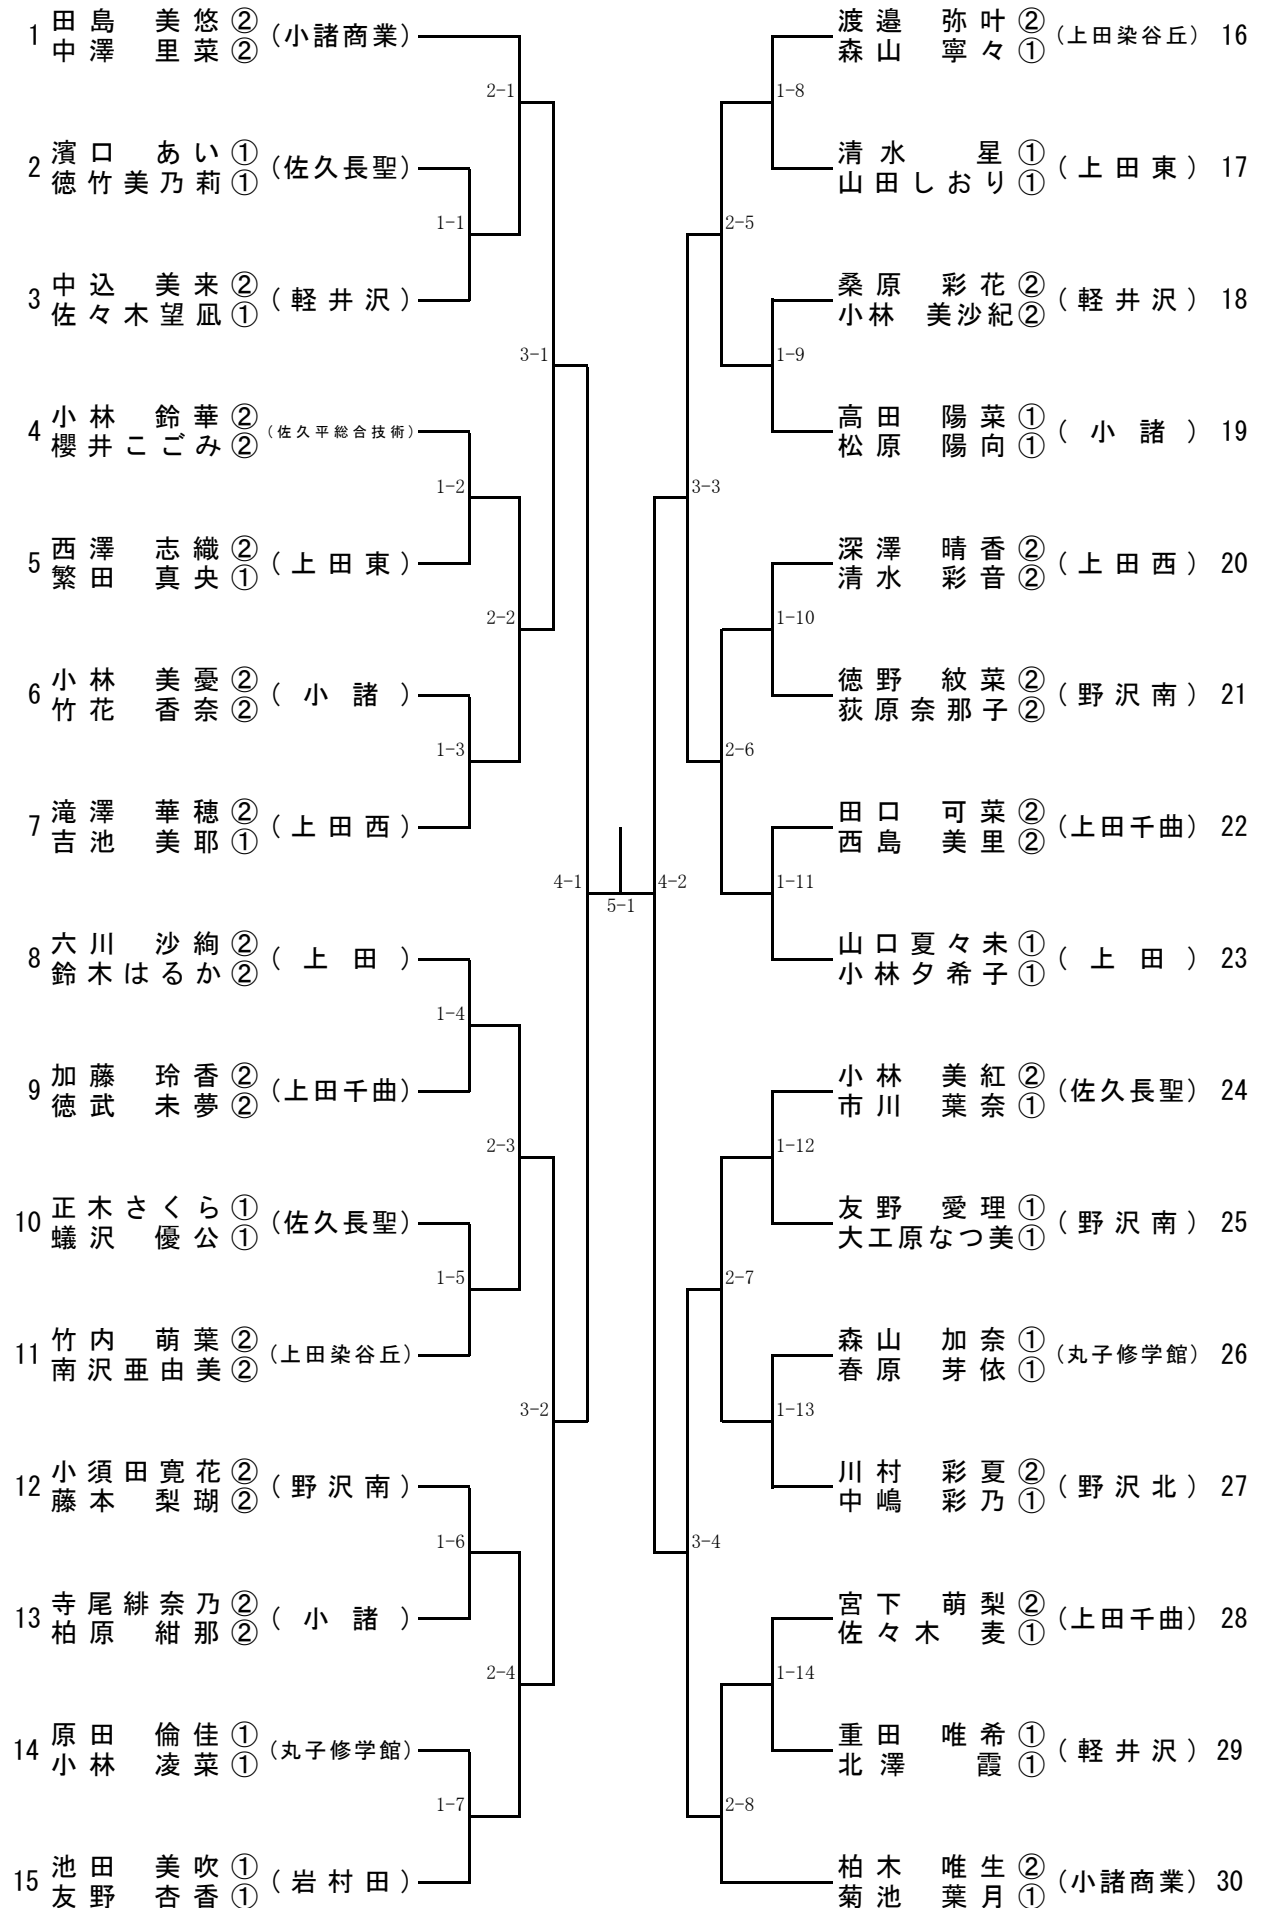 1 田島 美悠② (小諸商業)
中澤 里菜②
2-1
2 濱口 あい① (佐久長聖)
徳竹美乃莉①
1-1
3 中込 美来② (軽井沢)
佐々木望凪①
3-1
4 小林 鈴華② (佐久平総合技術)
櫻井こごみ②
1-2
5 西澤 志織② (上田東)
繁田 真央①
2-2
6 小林 美憂② (小諸)
竹花 香奈②
1-3
7 滝澤 華穂② (上田西)
吉池 美耶①
4-1
8 六川 沙絢② (上田)
鈴木はるか②
1-4
9 加藤 玲香② (上田千曲)
徳武 未夢②
2-3
10 正木さくら① (佐久長聖)
蟻沢 優公①
1-5
11 竹内 萌葉② (上田染谷丘)
南沢亜由美②
3-2
12 小須田寛花② (野沢南)
藤本 梨瑚②
1-6
13 寺尾緋奈乃② (小諸)
柏原 紺那②
2-4
14 原田 倫佳① (丸子修学館)
小林 凌菜①
1-7
15 池田 美吹① (岩村田)
友野 杏香①
5-1
渡邉 弥叶② (上田染谷丘) 16
森山 寧々①
1-8
清水 星① (上田東) 17
山田しおり①
2-5
桑原 彩花② (軽井沢) 18
小林 美沙紀②
1-9
高田 陽菜① (小諸) 19
松原 陽向①
3-3
深澤 晴香② (上田西) 20
清水 彩音②
1-10
徳野 紋菜② (野沢南) 21
荻原奈那子②
2-6
田口 可菜② (上田千曲) 22
西島 美里②
4-2
1-11
山口夏々未① (上田) 23
小林夕希子①
小林 美紅② (佐久長聖) 24
市川 葉奈①
1-12
友野 愛理① (野沢南) 25
大工原なつ美①
2-7
森山 加奈① (丸子修学館) 26
春原 芽依①
1-13
川村 彩夏② (野沢北) 27
中嶋 彩乃①
3-4
宮下 萌梨② (上田千曲) 28
佐々木 麦①
1-14
重田 唯希① (軽井沢) 29
北澤 霞①
2-8
柏木 唯生② (小諸商業) 30
菊池 葉月①